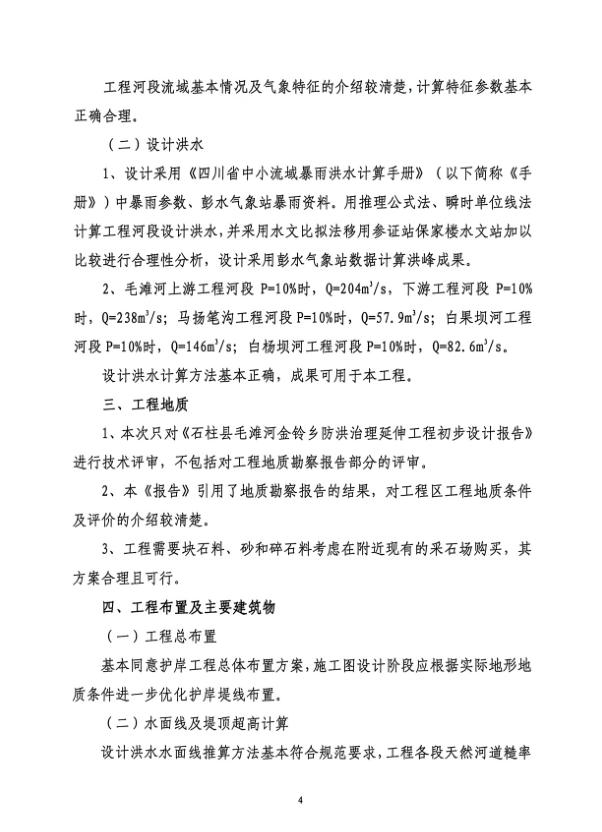 工程河段流域基本情况及气象特征的介绍较清楚，计算特征参数基本
正确合理。
（二）设计洪水
1、设计采用《四川省中小流域暴雨洪水计算手册》（以下简称《手
册》）中暴雨参数、彭水气象站暴雨资料。用推理公式法、瞬时单位线法
计算工程河段设计洪水，并采用水文比拟法移用参证站保家楼水文站加以
比较进行合理性分析，设计采用彭水气象站数据计算洪峰成果。
2、毛滩河上游工程河段 P=10%时，Q=204m³/s，下游工程河段 P=10%
时，Q=238m³/s；马扬笔沟工程河段 P=10%时，Q=57.9m³/s；白果坝河工程
河段 P=10%时，Q=146m³/s；白杨坝河工程河段 P=10%时，Q=82.6m³/s。
设计洪水计算方法基本正确，成果可用于本工程。
三、工程地质
1、本次只对《石柱县毛滩河金铃乡防洪治理延伸工程初步设计报告》
进行技术评审，不包括对工程地质勘察报告部分的评审。
2、本《报告》引用了地质勘察报告的结果，对工程区工程地质条件
及评价的介绍较清楚。
3、工程需要块石料、砂和碎石料考虑在附近现有的采石场购买，其
方案合理且可行。
四、工程布置及主要建筑物
（一）工程总布置
基本同意护岸工程总体布置方案，施工图设计阶段应根据实际地形地
质条件进一步优化护岸堤线布置。
（二）水面线及堤顶超高计算
设计洪水水面线推算方法基本符合规范要求，工程各段天然河道糙率
4